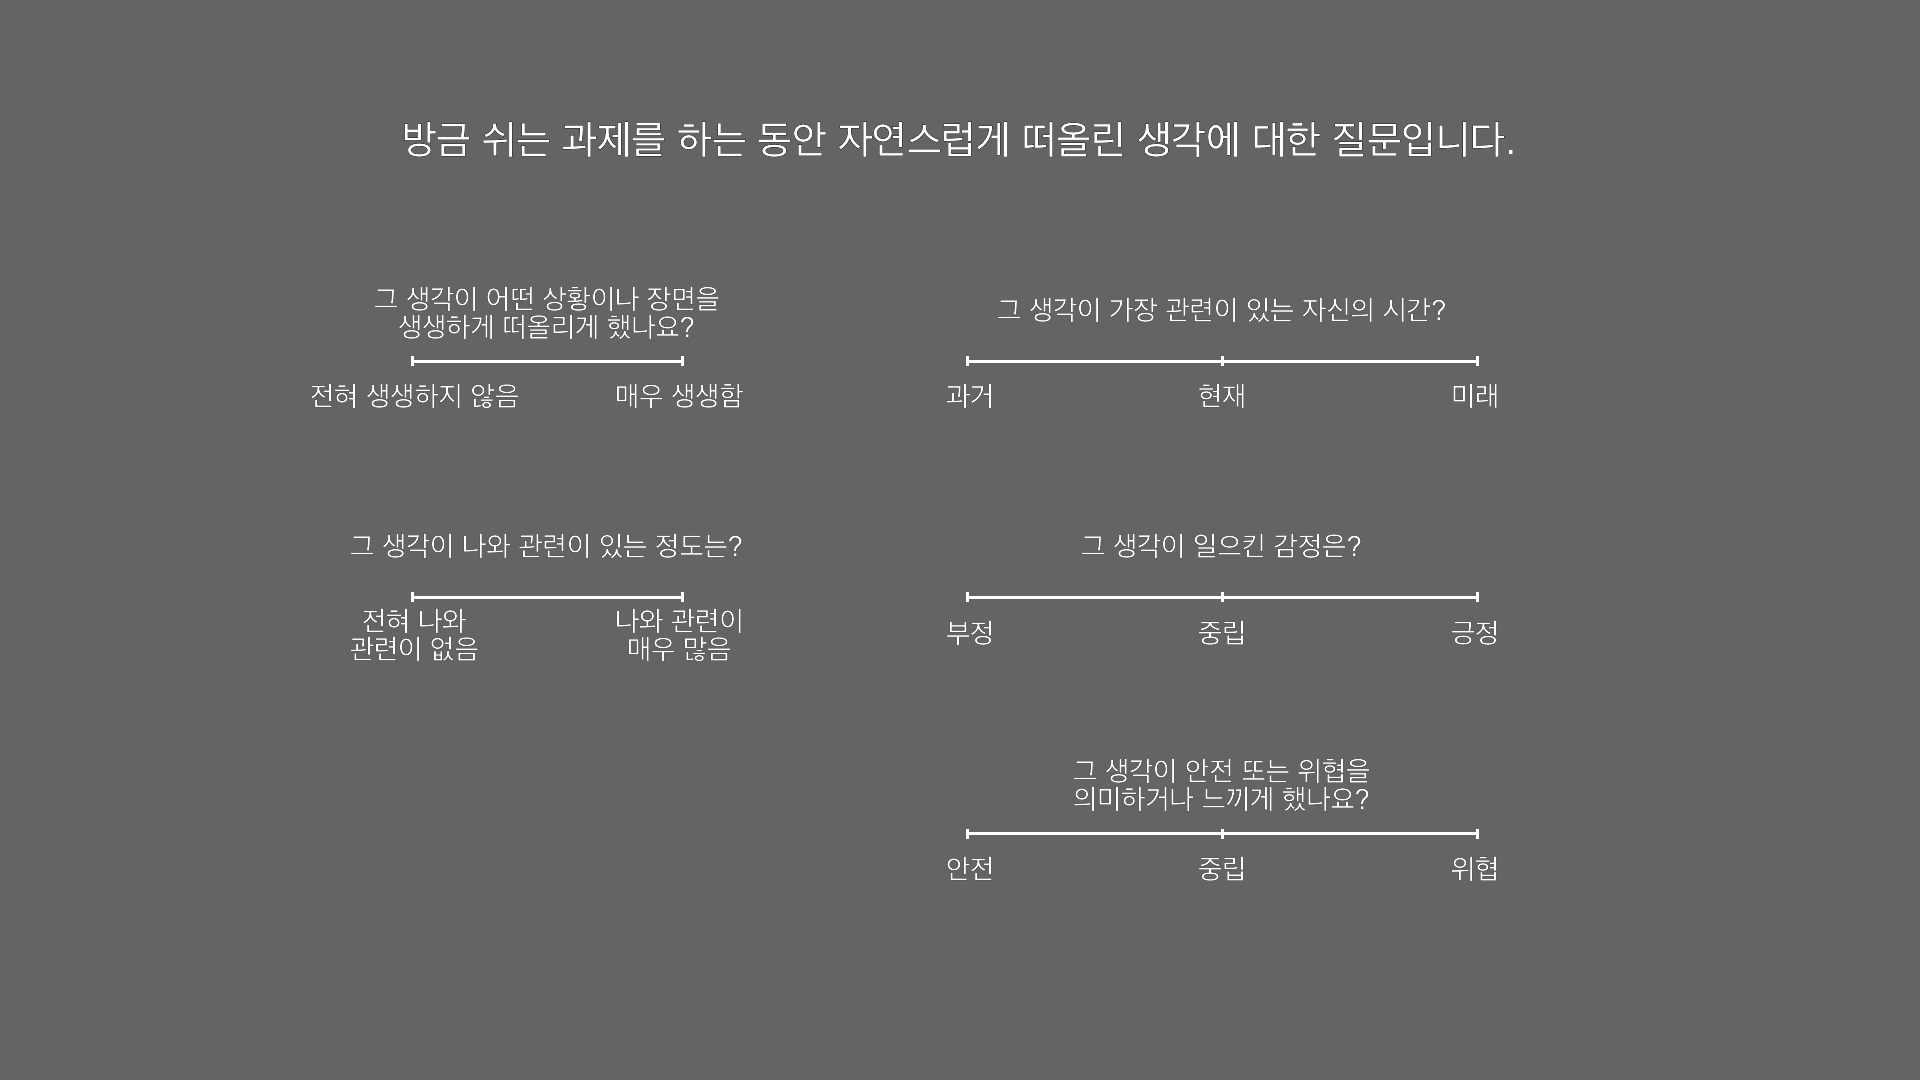 방금 쉬는 과제를 하는 동안 자연스럽게 떠올린 생각에 대한 질문입니다.
그 생각이 어떤 상황이나 장면을
생생하게 떠올리게 했나요?
전혀 생생하지 않음 매우 생생함
그 생각이 가장 관련이 있는 자신의 시간?
과거 현재 미래
그 생각이 나와 관련이 있는 정도는?
전혀 나와 나와 관련이
관련이 없음 매우 많음
그 생각이 일으킨 감정은?
부정 중립 긍정
그 생각이 안전 또는 위협을
의미하거나 느끼게 했나요?
안전 중립 위협